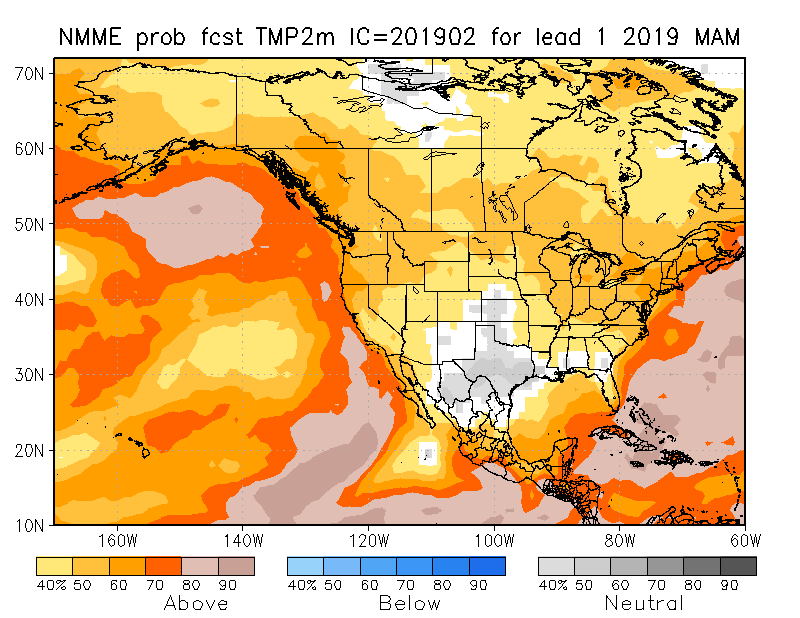 NMME prob fcst TMP2m IC=201902 for lead 1 2019 MAM
70N
60N
50N
40N
30N
20N
10N
160W 140W 120W 100W 80W 60W
40% 50 60 70 80 90 40% 50 60 70 80 90 40% 50 60 70 80 90
Above Below Neutral